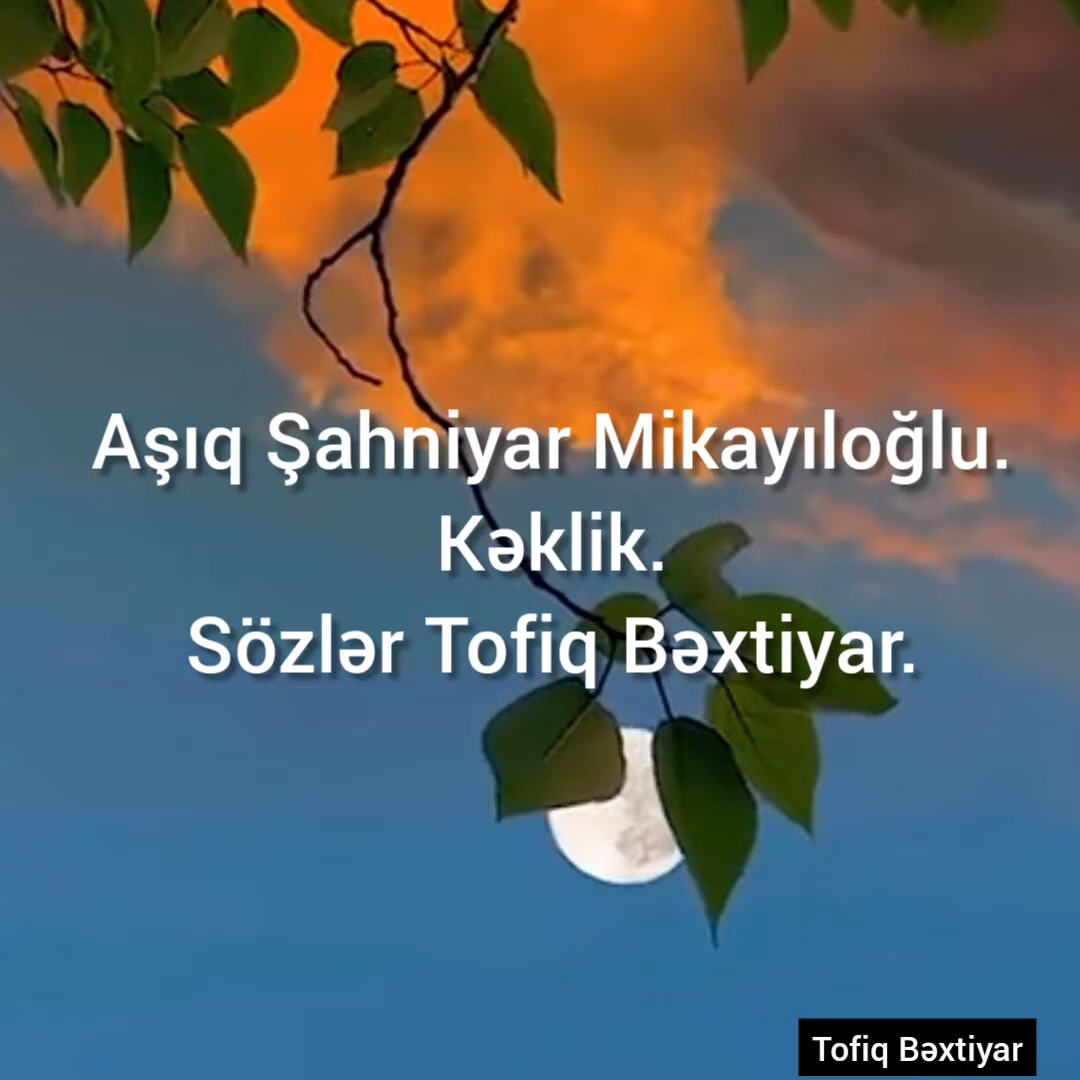 Aşıq Şahniyar Mikayıloğlu.
Kəklik.
Sözlər Tofiq Bəxtiyar.
Tofiq Bəxtiyar